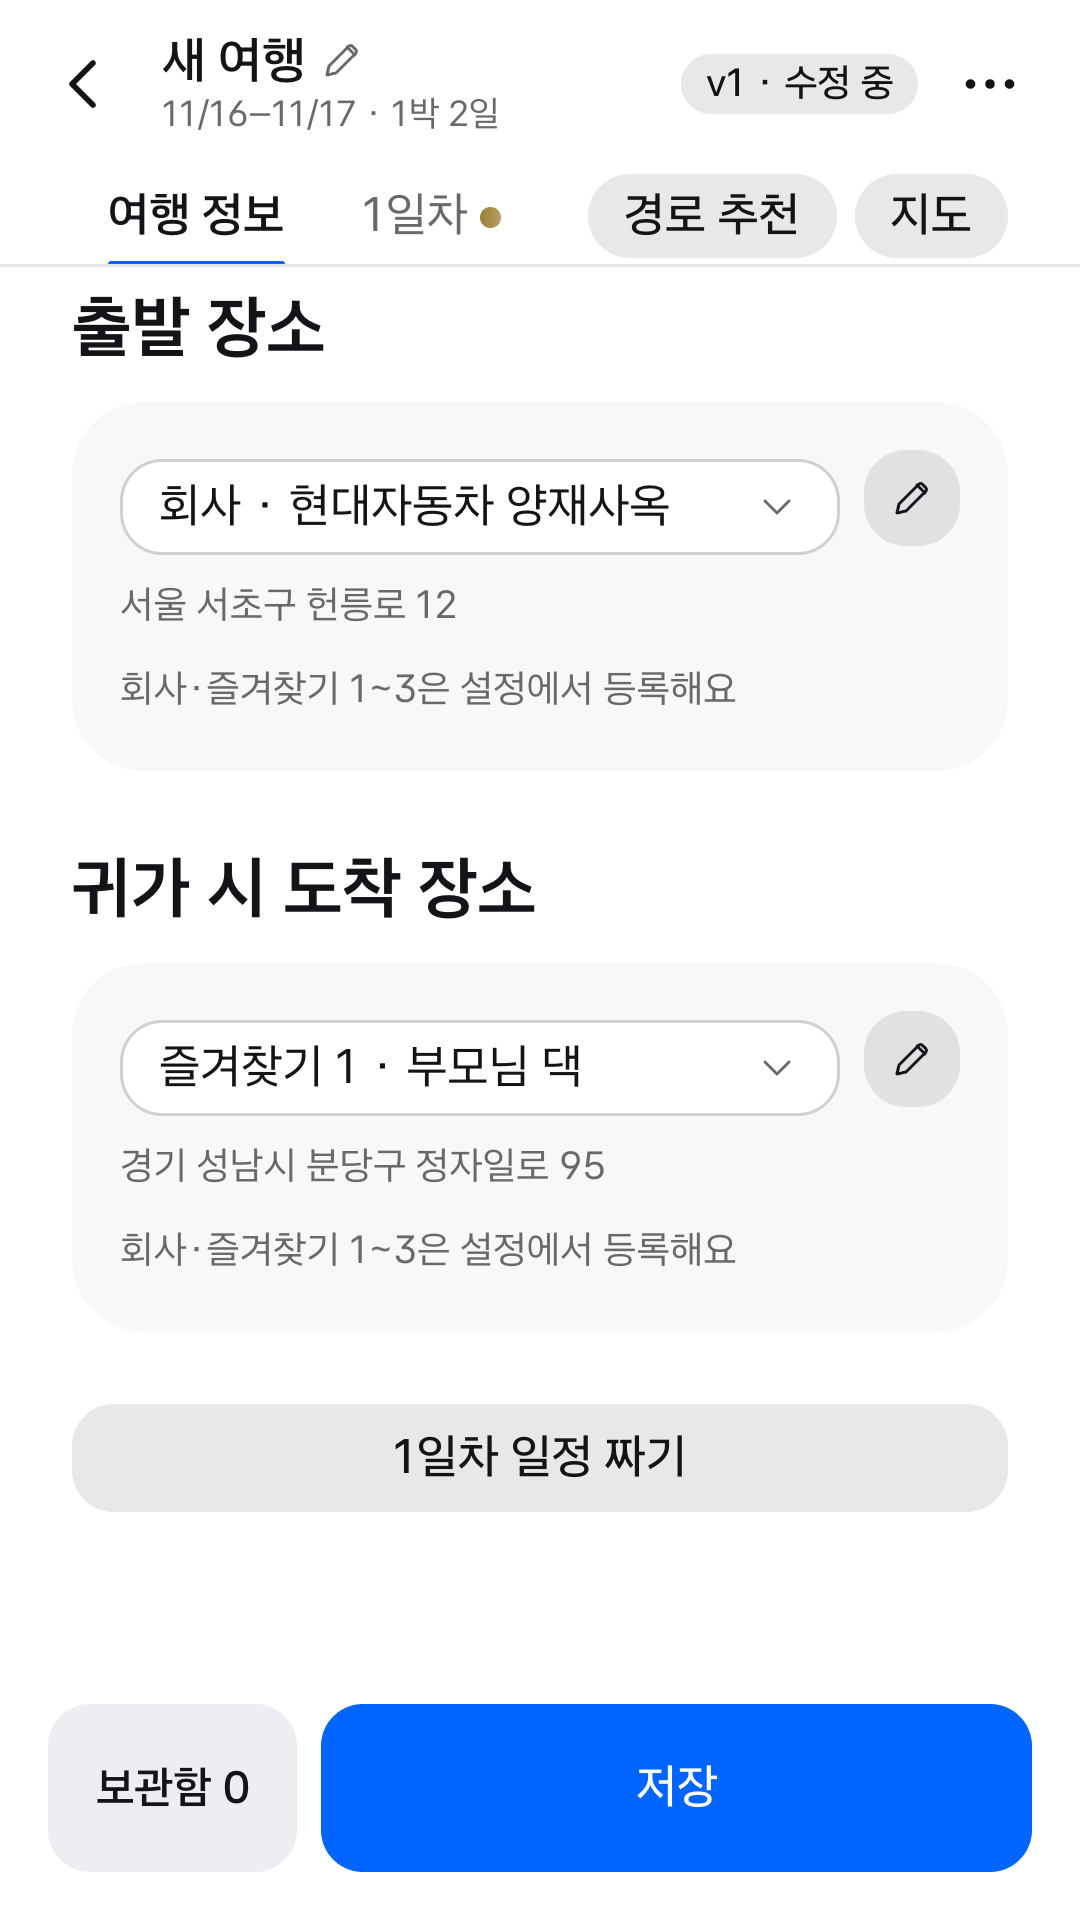 새 여행
11/16–11/17 · 1박 2일
v1 · 수정 중
여행 정보
1일차
경로 추천
지도
출발 장소
회사 · 현대자동차 양재사옥
서울 서초구 헌릉로 12
회사·즐겨찾기 1~3은 설정에서 등록해요
귀가 시 도착 장소
즐겨찾기 1 · 부모님 댁
경기 성남시 분당구 정자일로 95
회사·즐겨찾기 1~3은 설정에서 등록해요
1일차 일정 짜기
보관함 0
저장